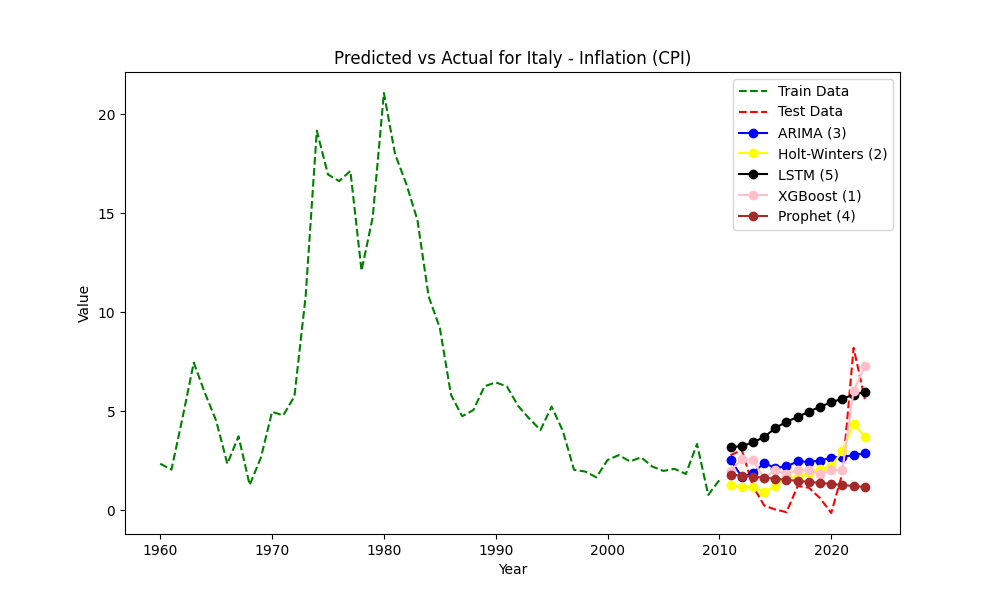 Predicted vs Actual for Italy - Inflation (CPI)
Train Data
Test Data
ARIMA (3)
Holt-Winters (2)
LSTM (5)
XGBoost (1)
Prophet (4)
Value
20
15
10
5
0
1960 1970 1980 1990 2000 2010 2020
Year